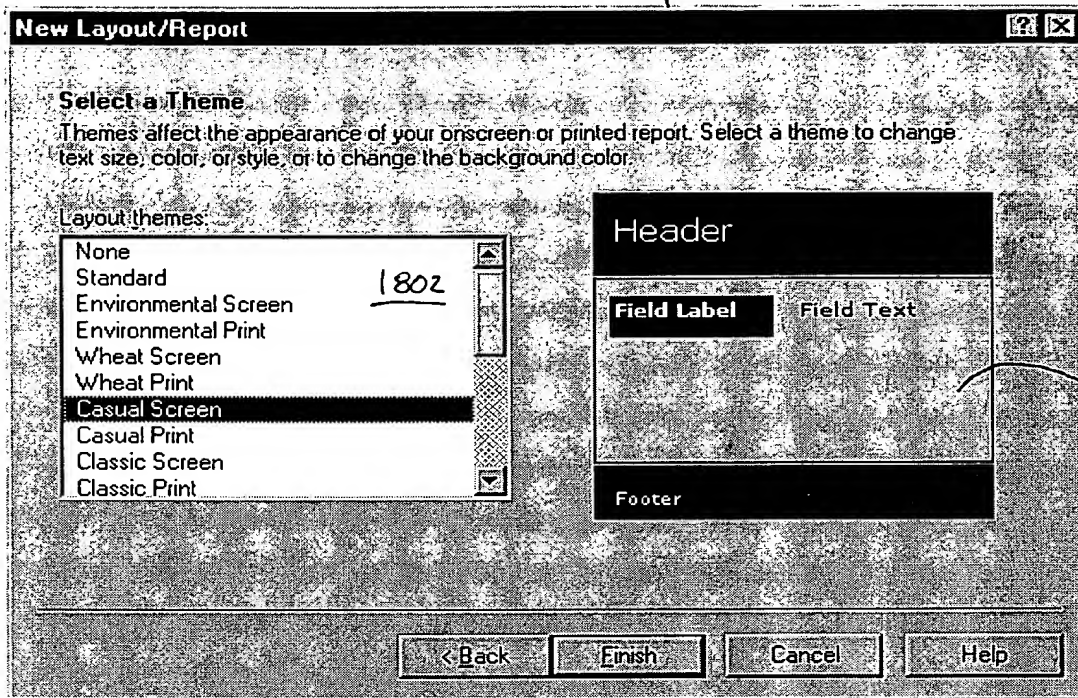 New Layout/Report
Select a Theme
Themes affect the appearance of your onscreen or printed report. Select a theme to change
text size, color, or style, or to change the background color.
Layout themes:
None
Standard
1802
Environmental Screen
Environmental Print
Wheat Screen
Wheat Print
Casual Screen
Casual Print
Classic Screen
Classic Print
Header
Field Label Field Text
Footer
< Back Finish Cancel Help